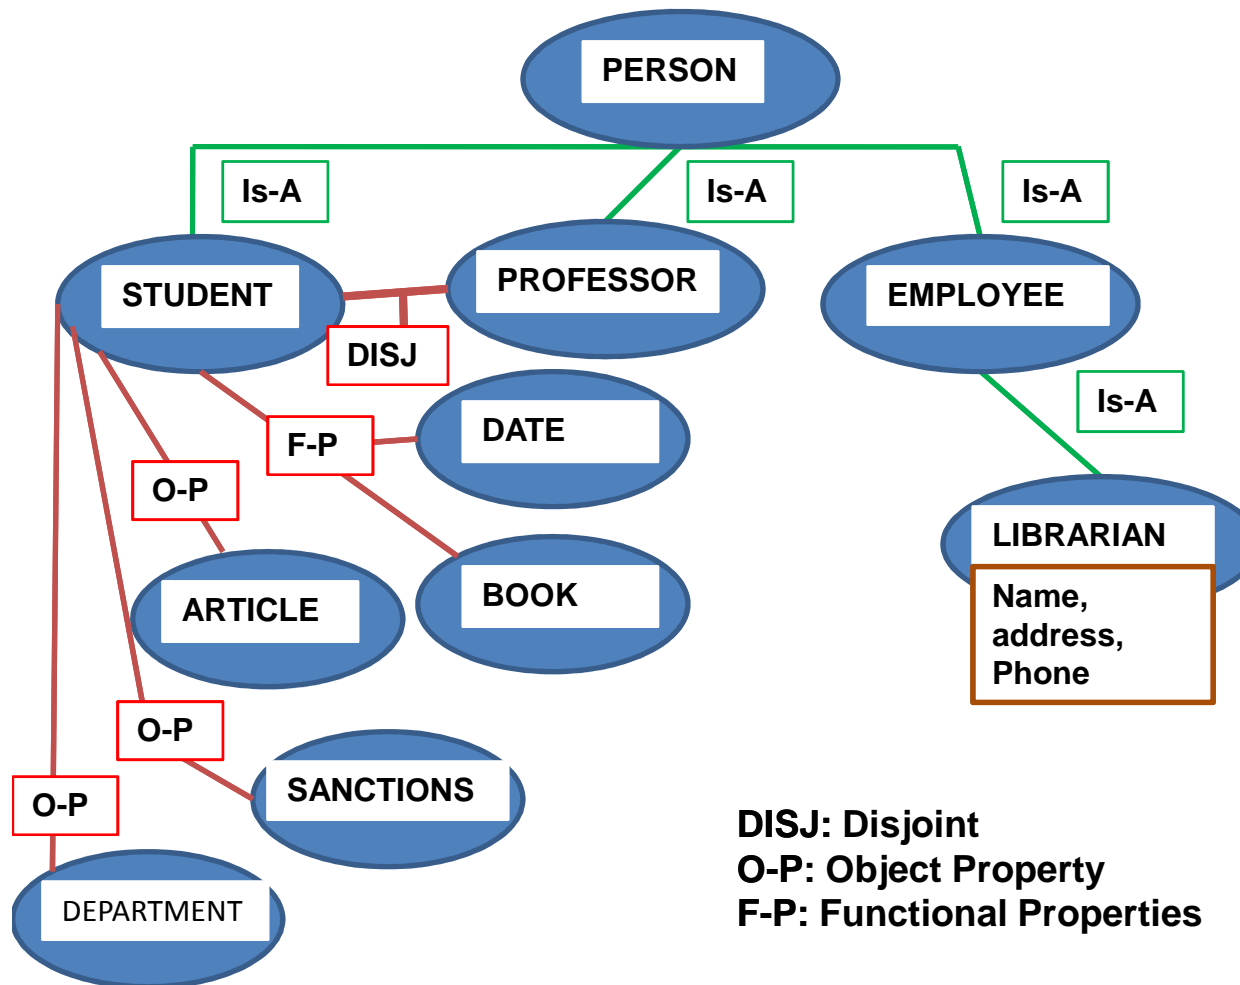 PERSON
Is-A
Is-A
Is-A
STUDENT
PROFESSOR
EMPLOYEE
DISJ
Is-A
F-P
DATE
O-P
LIBRARIAN
ARTICLE
BOOK
Name,
address,
Phone
O-P
SANCTIONS
O-P
DEPARTMENT
DISJ: Disjoint
O-P: Object Property
F-P: Functional Properties